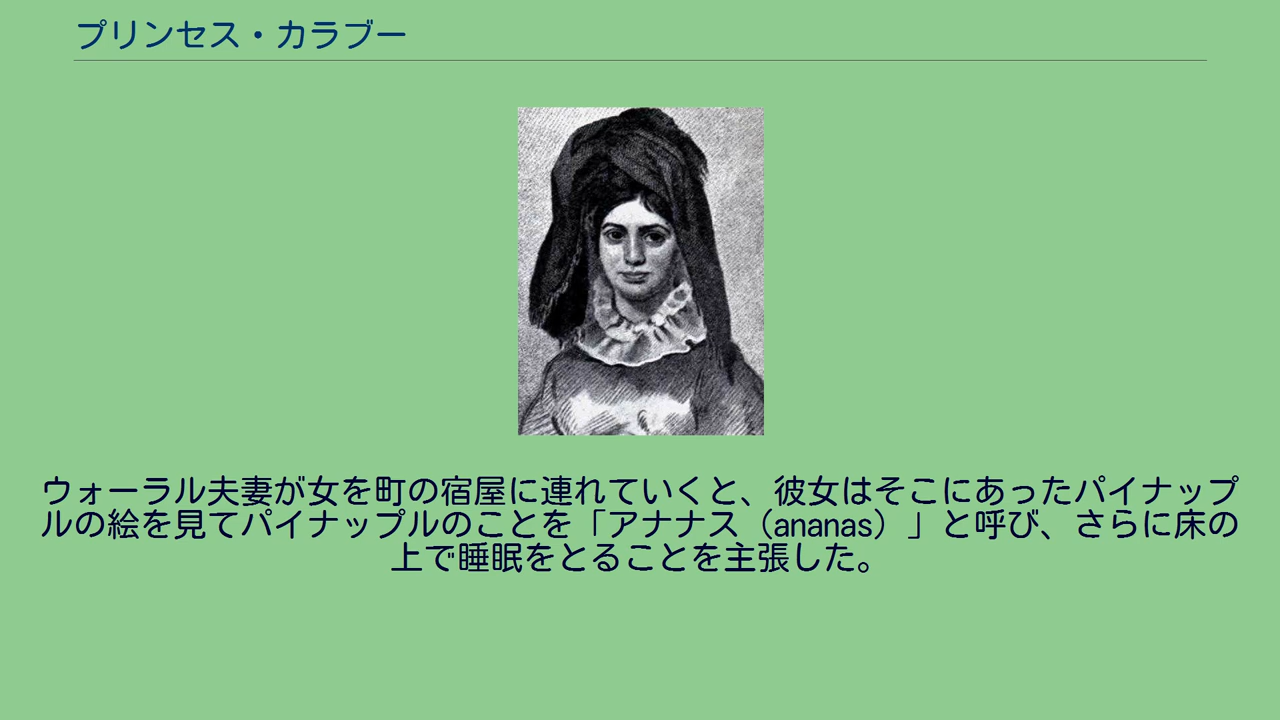 プリンセス・カラブー
ウォーラル夫妻が女を町の宿屋に連れていくと、彼女はそこにあったパイナップ
ルの絵を見てパイナップルのことを「アナナス（ananas）」と呼び、さらに床の
上で睡眠をとることを主張した。